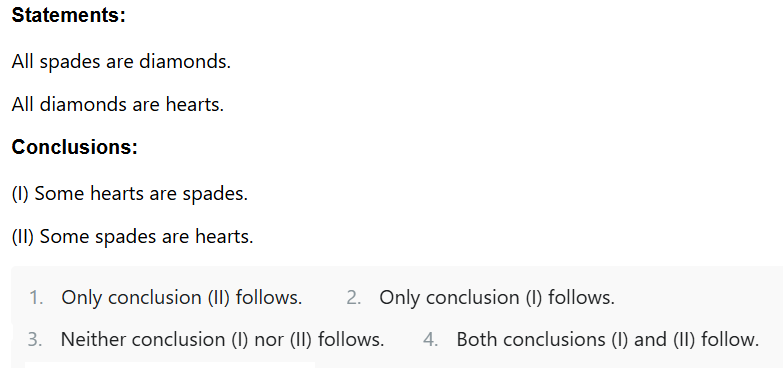 Statements:
All spades are diamonds.
All diamonds are hearts.
Conclusions:
(I) Some hearts are spades.
(II) Some spades are hearts.
1. Only conclusion (II) follows. 2. Only conclusion (I) follows.
3. Neither conclusion (I) nor (II) follows. 4. Both conclusions (I) and (II) follow.